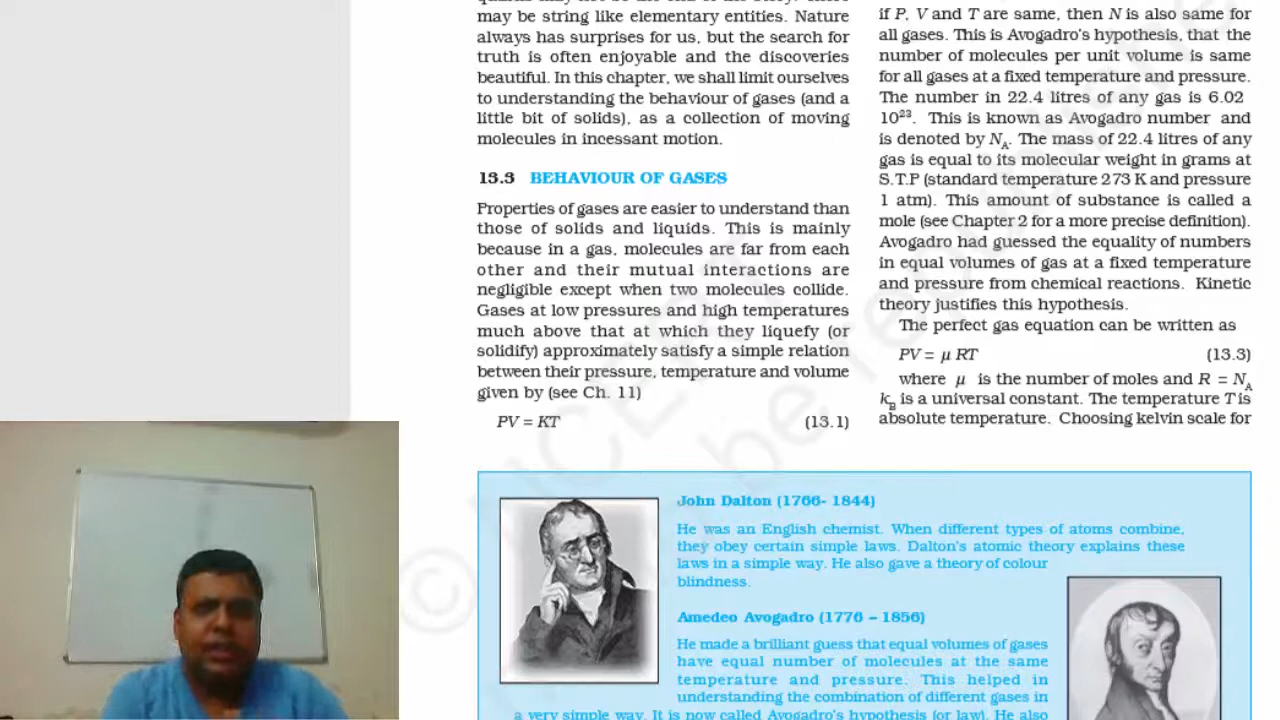 may be string like elementary entities. Nature
always has surprises for us, but the search for
truth is often enjoyable and the discoveries
beautiful. In this chapter, we shall limit ourselves
to understanding the behaviour of gases (and a
little bit of solids), as a collection of moving
molecules in incessant motion.
13.3 BEHAVIOUR OF GASES
Properties of gases are easier to understand than
those of solids and liquids. This is mainly
because in a gas, molecules are far from each
other and their mutual interactions are
negligible except when two molecules collide.
Gases at low pressures and high temperatures
much above that at which they liquefy (or
solidify) approximately satisfy a simple relation
between their pressure, temperature and volume
given by (see Ch. 11)
PV = KT (13.1)
if P, V and T are same, then N is also same for
all gases. This is Avogadro's hypothesis, that the
number of molecules per unit volume is same
for all gases at a fixed temperature and pressure.
The number in 22.4 litres of any gas is 6.02
10²³. This is known as Avogadro number and
is denoted by N_A. The mass of 22.4 litres of any
gas is equal to its molecular weight in grams at
S.T.P (standard temperature 273 K and pressure
1 atm). This amount of substance is called a
mole (see Chapter 2 for a more precise definition).
Avogadro had guessed the equality of numbers
in equal volumes of gas at a fixed temperature
and pressure from chemical reactions. Kinetic
theory justifies this hypothesis.
The perfect gas equation can be written as
PV = μ RT (13.3)
where μ is the number of moles and R = N_A
k_B is a universal constant. The temperature T is
absolute temperature. Choosing kelvin scale for
John Dalton (1766- 1844)
He was an English chemist. When different types of atoms combine,
they obey certain simple laws. Dalton's atomic theory explains these
laws in a simple way. He also gave a theory of colour
blindness.
Amedeo Avogadro (1776 – 1856)
He made a brilliant guess that equal volumes of gases
have equal number of molecules at the same
temperature and pressure. This helped in
understanding the combination of different gases in
a very simple way. It is now called Avogadro's hypothesis (or law). He also